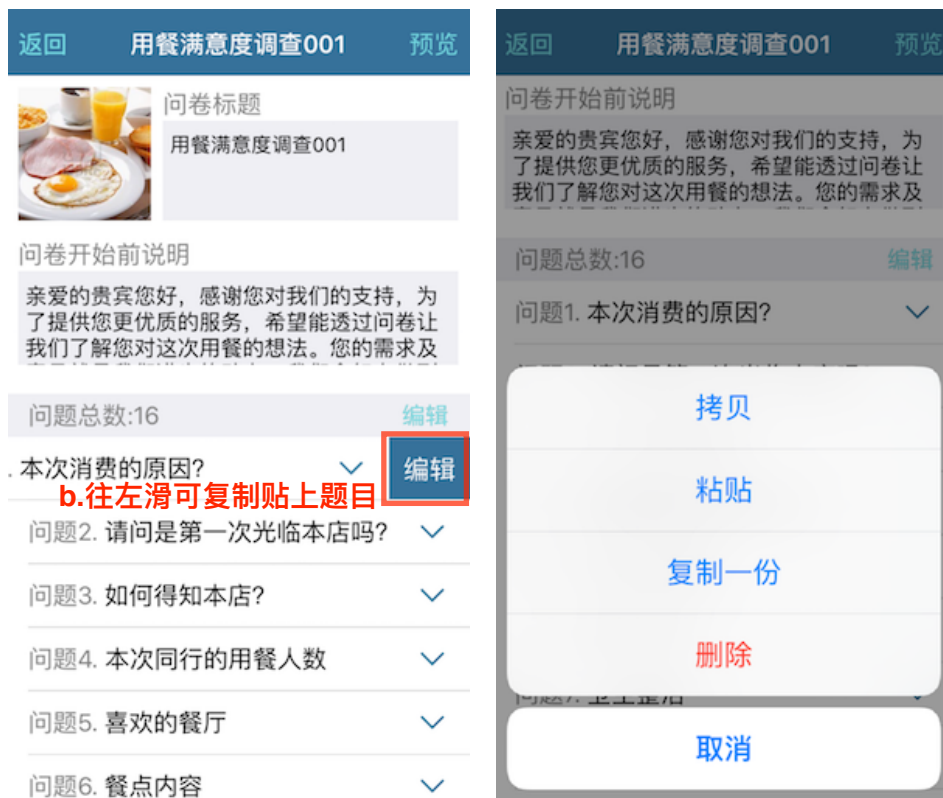 返回
用餐满意度调查001
预览
问卷标题
用餐满意度调查001
问卷开始前说明
亲爱的贵宾您好，感谢您对我们的支持，为
了提供您更优质的服务，希望能透过问卷让
我们了解您对这次用餐的想法。您的需求及
问题总数:16
编辑
. 本次消费的原因?
编辑
b.往左滑可复制贴上题目
问题2. 请问是第一次光临本店吗?
问题3. 如何得知本店?
问题4. 本次同行的用餐人数
问题5. 喜欢的餐厅
问题6. 餐点内容
返回
用餐满意度调查001
预览
问卷开始前说明
亲爱的贵宾您好，感谢您对我们的支持，为
了提供您更优质的服务，希望能透过问卷让
我们了解您对这次用餐的想法。您的需求及
问题总数:16
编辑
问题1. 本次消费的原因?
拷贝
粘贴
复制一份
删除
取消